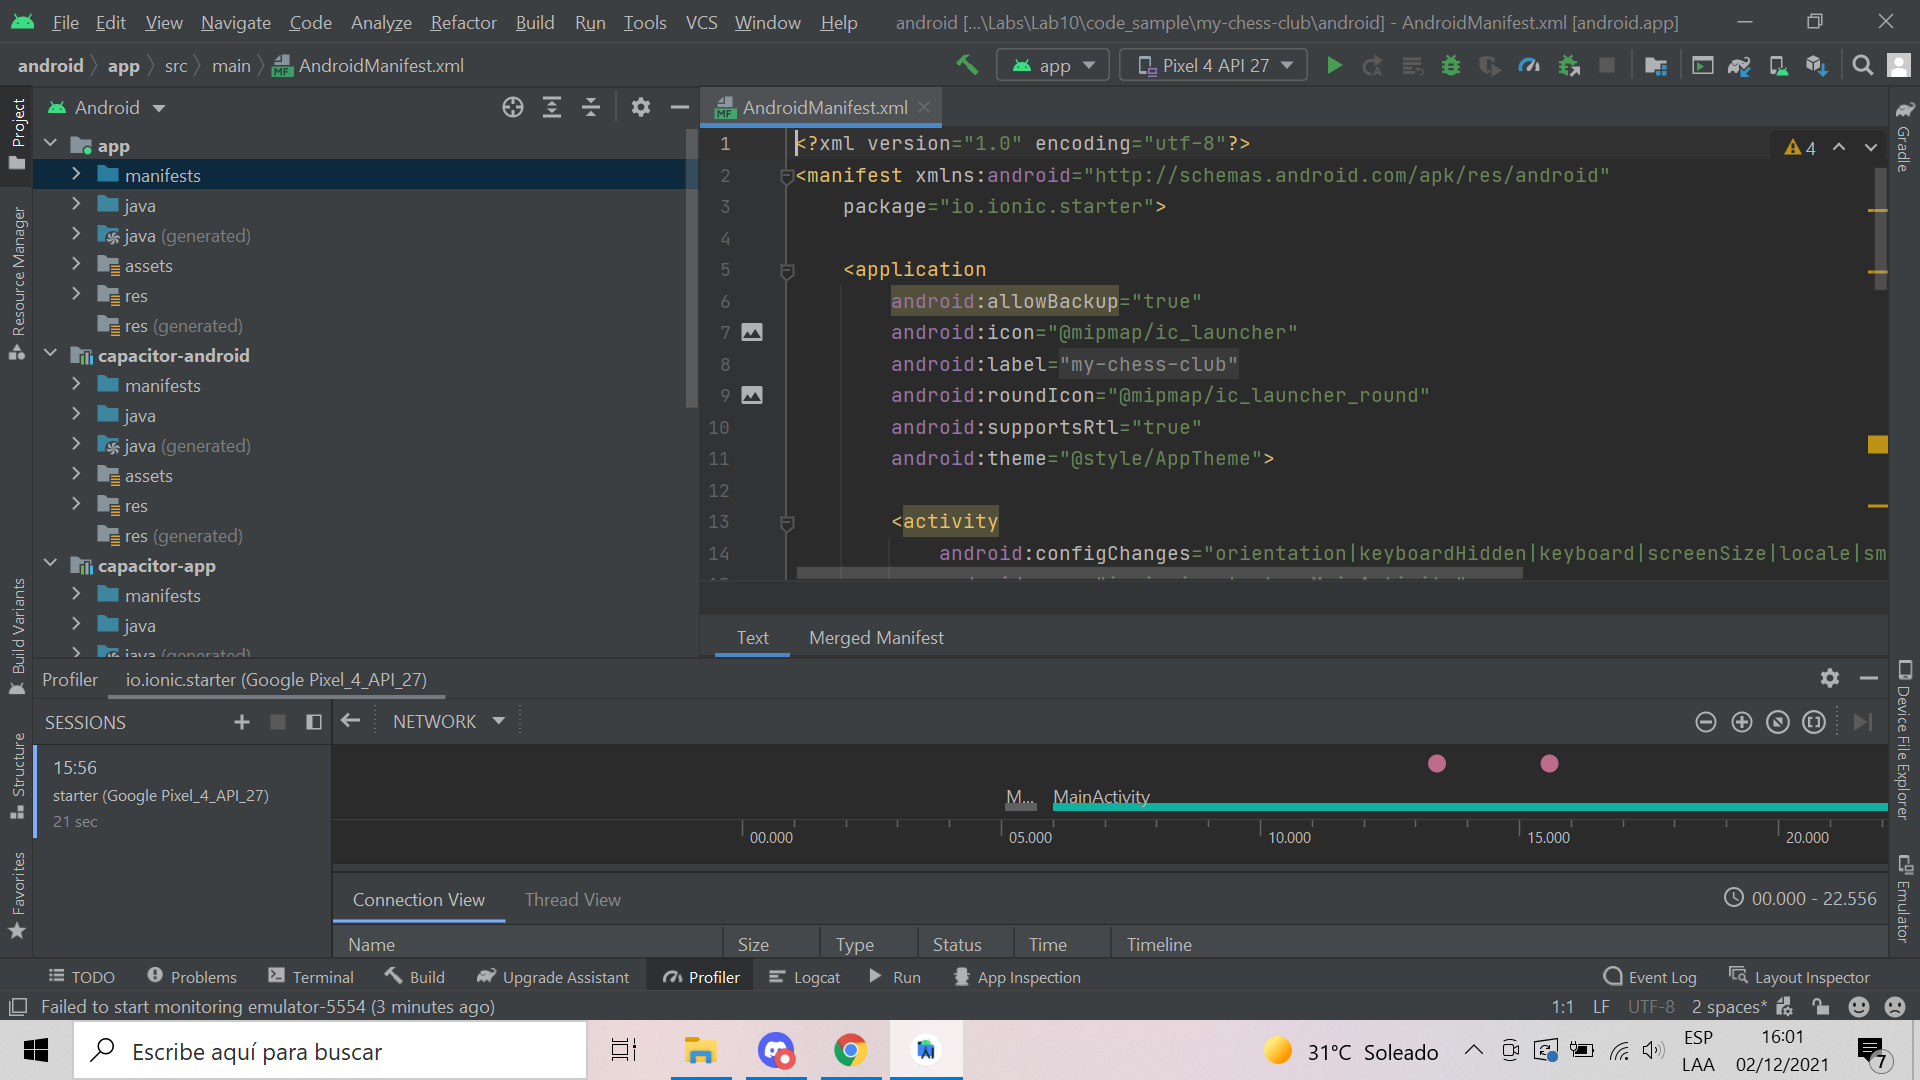 File Edit View Navigate Code Analyze Refactor Build Run Tools VCS Window Help android [...\Labs\Lab10\code_sample\my-chess-club\android] - AndroidManifest.xml [android.app]
android app src main AndroidManifest.xml app Pixel 4 API 27
Project
Resource Manager
Build Variants
Structure
Favorites
Android
app
manifests
java
java (generated)
assets
res
res (generated)
capacitor-android
manifests
java
java (generated)
assets
res
res (generated)
capacitor-app
manifests
java
java (generated)
AndroidManifest.xml
4
1 <?xml version="1.0" encoding="utf-8"?>
2 <manifest xmlns:android="http://schemas.android.com/apk/res/android"
3 package="io.ionic.starter">
4
5 <application
6 android:allowBackup="true"
7 android:icon="@mipmap/ic_launcher"
8 android:label="my-chess-club"
9 android:roundIcon="@mipmap/ic_launcher_round"
10 android:supportsRtl="true"
11 android:theme="@style/AppTheme">
12
13 <activity
14 android:configChanges="orientation|keyboardHidden|keyboard|screenSize|locale|sm
Text Merged Manifest
Gradle
Device File Explorer
Emulator
Profiler io.ionic.starter (Google Pixel_4_API_27)
SESSIONS
NETWORK
15:56
starter (Google Pixel_4_API_27)
21 sec
M... MainActivity
00.000 05.000 10.000 15.000 20.000
Connection View Thread View 00.000 - 22.556
Name Size Type Status Time Timeline
TODO Problems Terminal Build Upgrade Assistant Profiler Logcat Run App Inspection Event Log Layout Inspector
Failed to start monitoring emulator-5554 (3 minutes ago) 1:1 LF UTF-8 2 spaces*
Escribe aquí para buscar
31°C Soleado
ESP
LAA
16:01
02/12/2021
7